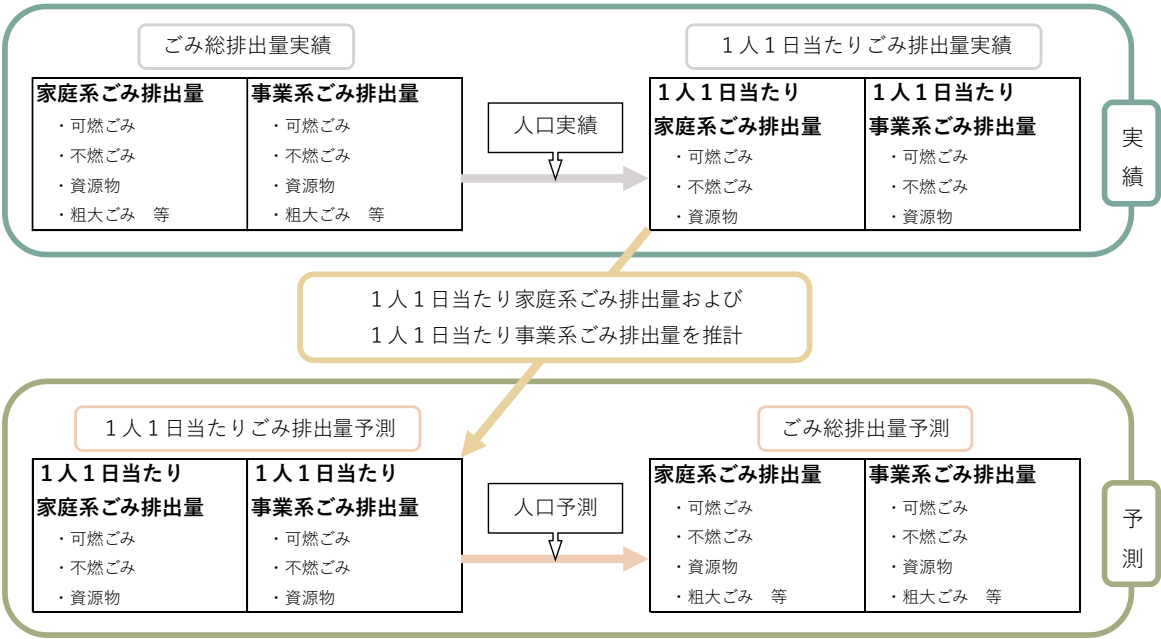 ごみ総排出量実績
家庭系ごみ排出量
・可燃ごみ
・不燃ごみ
・資源物
・粗大ごみ　等
事業系ごみ排出量
・可燃ごみ
・不燃ごみ
・資源物
・粗大ごみ　等
人口実績
１人１日当たりごみ排出量実績
１人１日当たり
家庭系ごみ排出量
・可燃ごみ
・不燃ごみ
・資源物
１人１日当たり
事業系ごみ排出量
・可燃ごみ
・不燃ごみ
・資源物
実績
１人１日当たり家庭系ごみ排出量および
１人１日当たり事業系ごみ排出量を推計
１人１日当たりごみ排出量予測
１人１日当たり
家庭系ごみ排出量
・可燃ごみ
・不燃ごみ
・資源物
１人１日当たり
事業系ごみ排出量
・可燃ごみ
・不燃ごみ
・資源物
人口予測
ごみ総排出量予測
家庭系ごみ排出量
・可燃ごみ
・不燃ごみ
・資源物
・粗大ごみ　等
事業系ごみ排出量
・可燃ごみ
・不燃ごみ
・資源物
・粗大ごみ　等
予測